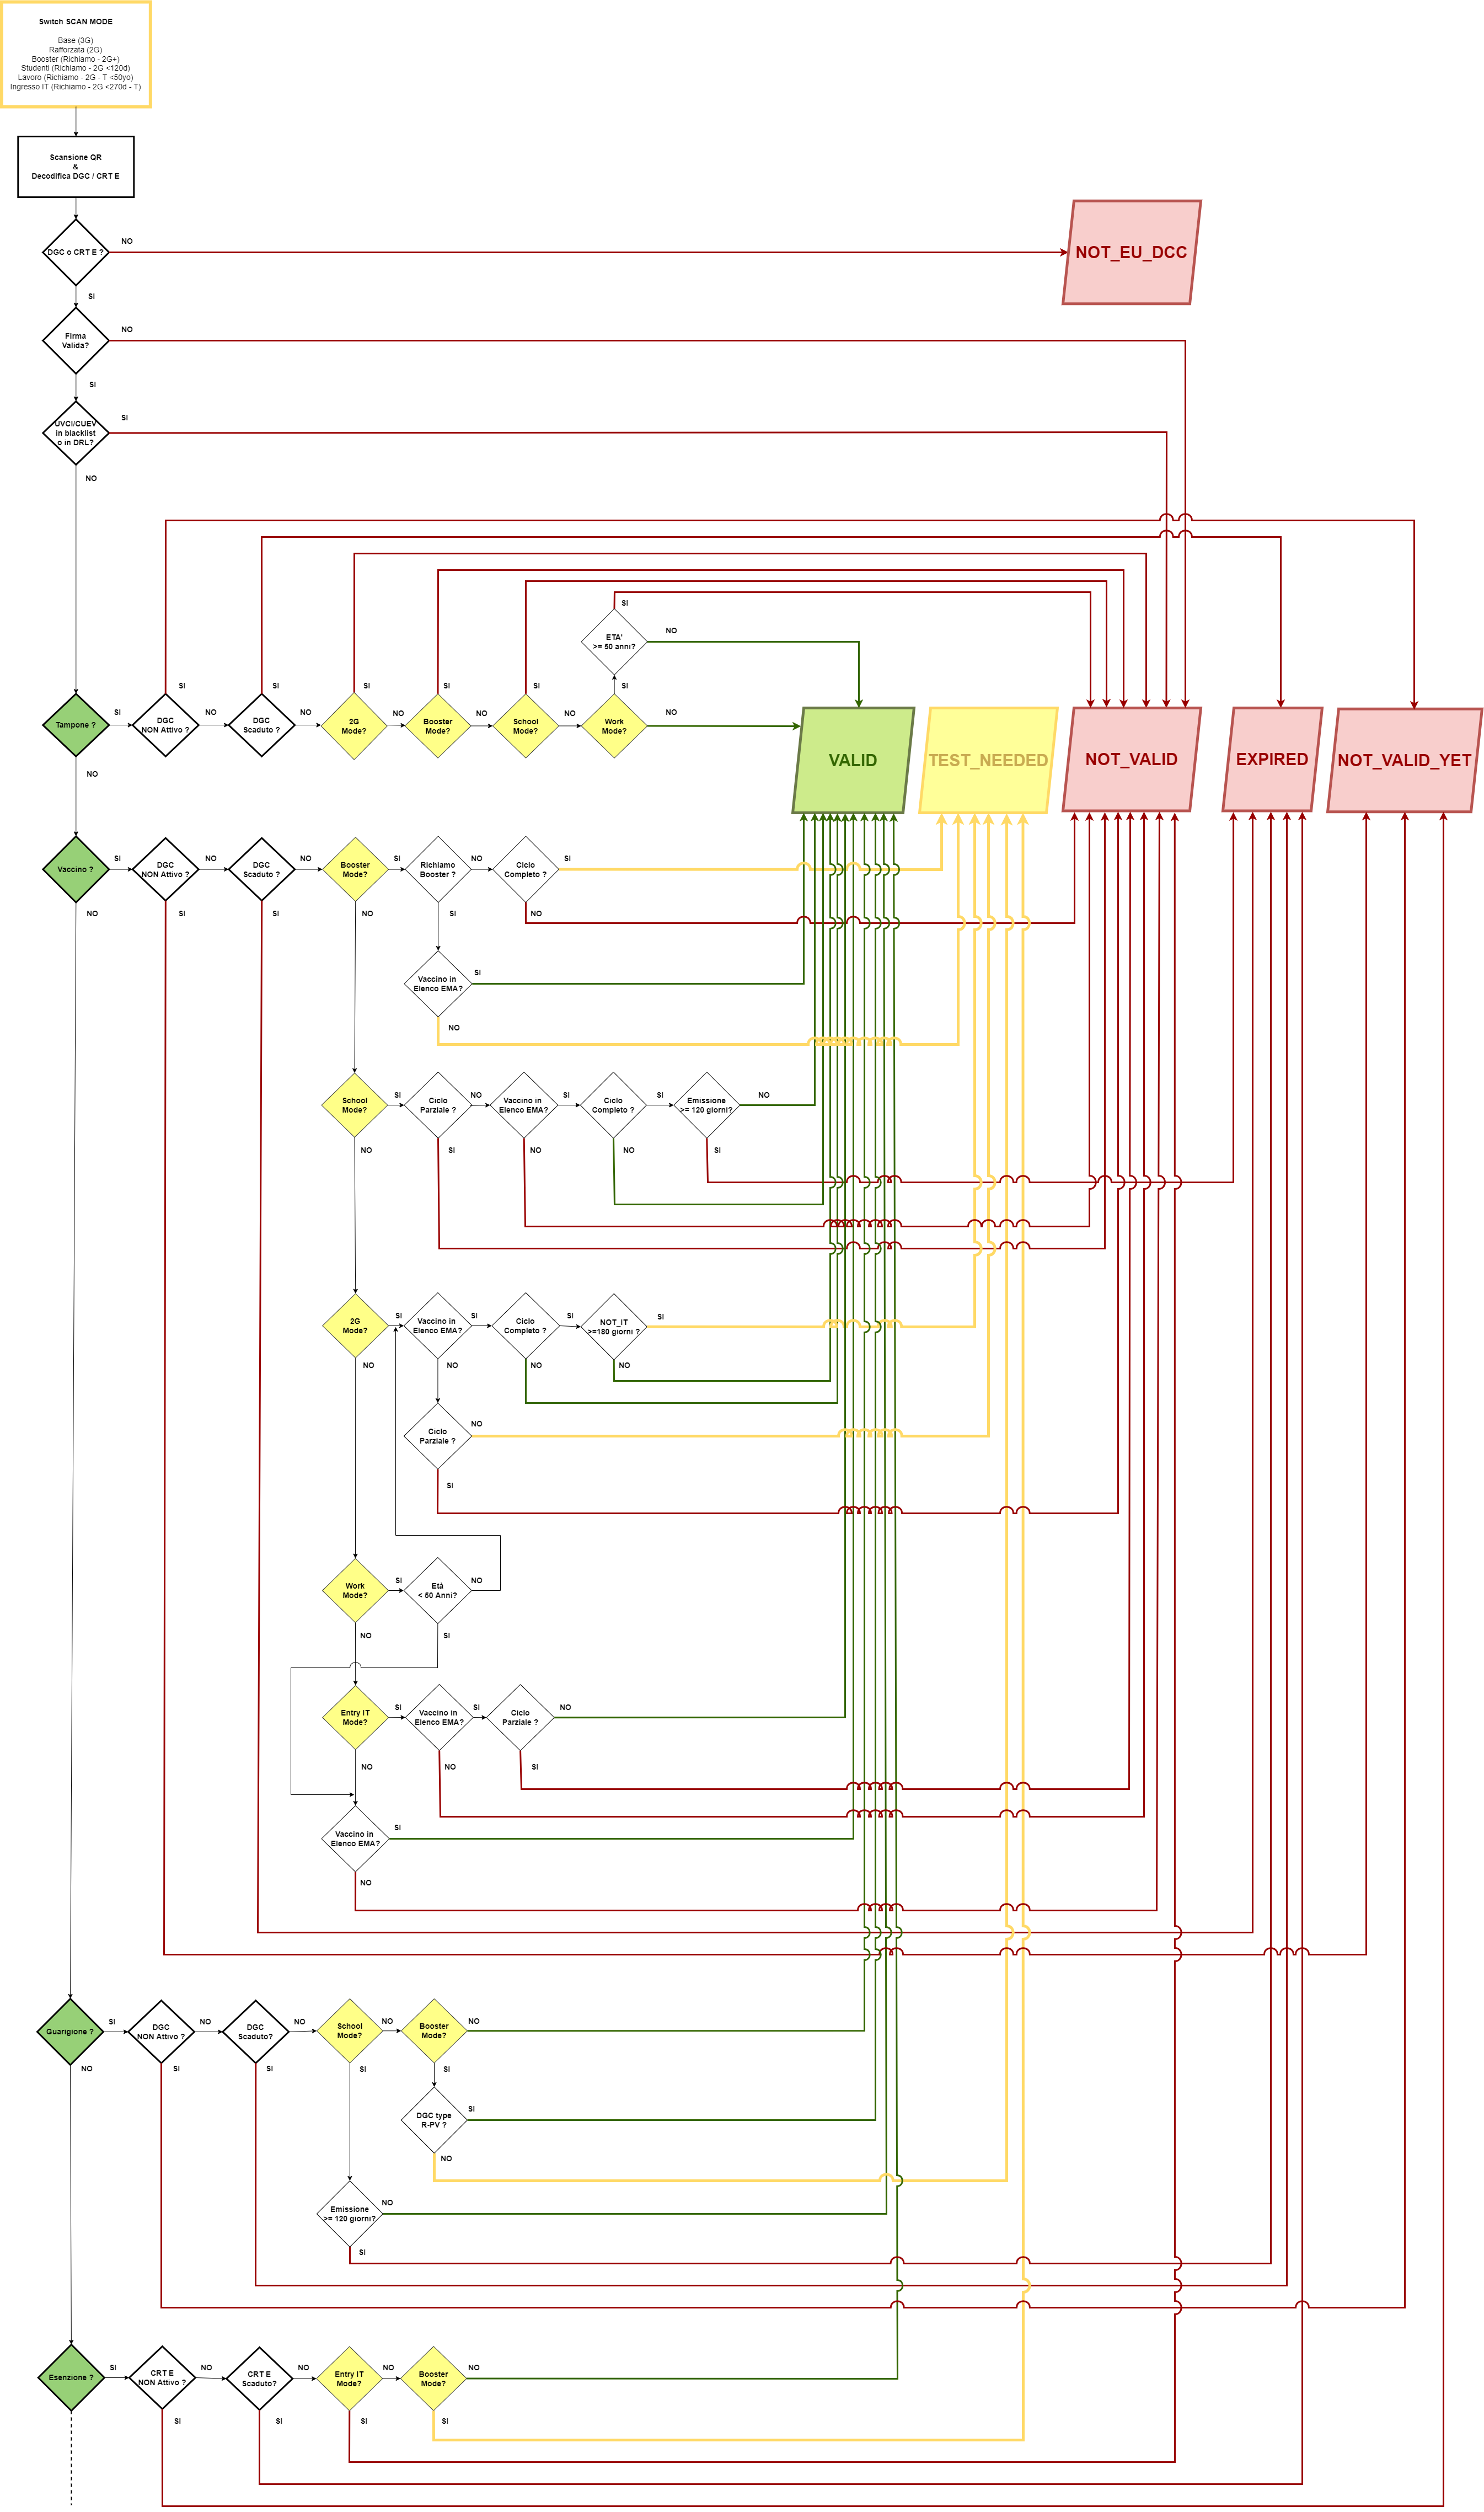 Switch SCAN MODE
Base (3G)
Rafforzata (2G)
Booster (Richiamo - 2G+)
Studenti (Richiamo - 2G <120d)
Lavoro (Richiamo - 2G - T <50yo)
Ingresso IT (Richiamo - 2G <270d - T)
Scansione QR
&
Decodifica DGC / CRT E
DGC o CRT E ?
NO
NOT_EU_DCC
SI
Firma
Valida?
NO
SI
UVCI/CUEV
in blacklist
o in DRL?
SI
NO
ETA'
>= 50 anni?
SI
NO
Tampone ?
SI
DGC
NON Attivo ?
SI
NO
DGC
Scaduto ?
SI
NO
2G
Mode?
SI
NO
Booster
Mode?
SI
NO
School
Mode?
SI
NO
Work
Mode?
SI
NO
NO
VALID
TEST_NEEDED
NOT_VALID
EXPIRED
NOT_VALID_YET
Vaccino ?
SI
DGC
NON Attivo ?
NO
DGC
Scaduto ?
NO
Booster
Mode?
SI
Richiamo
Booster ?
NO
Ciclo
Completo ?
SI
NO
SI
SI
NO
SI
NO
Vaccino in
Elenco EMA?
SI
NO
School
Mode?
SI
Ciclo
Parziale ?
NO
Vaccino in
Elenco EMA?
SI
Ciclo
Completo ?
SI
Emissione
>= 120 giorni?
NO
NO
SI
NO
NO
SI
2G
Mode?
SI
Vaccino in
Elenco EMA?
SI
Ciclo
Completo ?
SI
NOT_IT
>=180 giorni ?
SI
NO
NO
NO
NO
Ciclo
Parziale ?
NO
SI
Work
Mode?
SI
Età
< 50 Anni?
NO
NO
SI
Entry IT
Mode?
SI
Vaccino in
Elenco EMA?
SI
Ciclo
Parziale ?
NO
NO
NO
SI
Vaccino in
Elenco EMA?
SI
NO
Guarigione ?
SI
DGC
NON Attivo ?
NO
DGC
Scaduto?
NO
School
Mode?
NO
Booster
Mode?
NO
NO
SI
SI
SI
SI
DGC type
R-PV ?
SI
NO
Emissione
>= 120 giorni?
NO
SI
Esenzione ?
SI
CRT E
NON Attivo ?
NO
CRT E
Scaduto?
NO
Entry IT
Mode?
NO
Booster
Mode?
NO
SI
SI
SI
SI